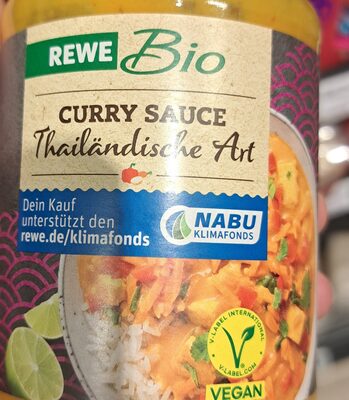 REWE Bio
CURRY SAUCE
Thailändische Art
Dein Kauf
unterstützt den
rewe.de/klimafonds
NABU
KLIMAFONDS
V-LABEL INTERNATIONAL
V-LABEL.COM
VEGAN